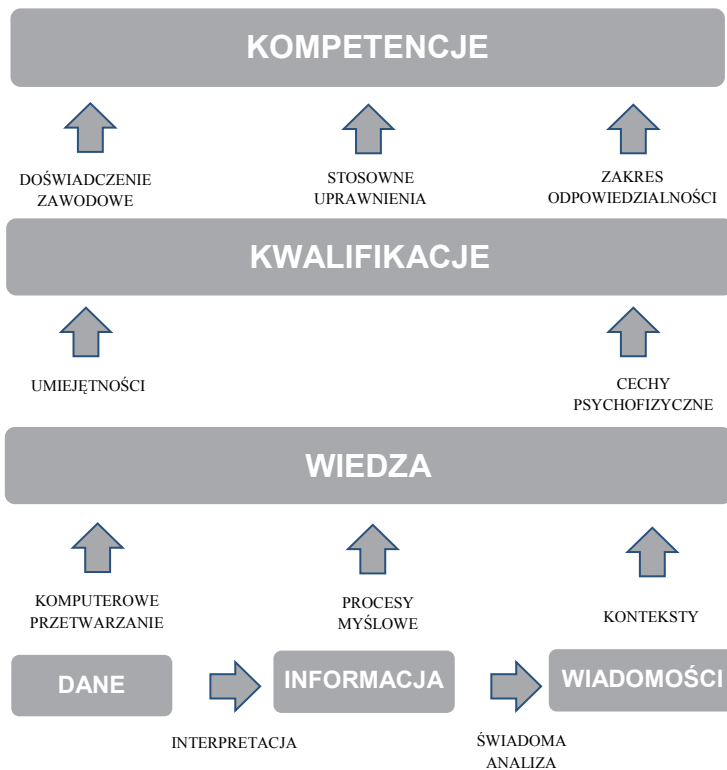 KOMPETENCJE
DOŚWIADCZENIE
ZAWODOWE
STOSOWNE
UPRAWNIENIA
ZAKRES
ODPOWIEDZIALNOŚCI
KWALIFIKACJE
UMIEJĘTNOŚCI
CECHY
PSYCHOFIZYCZNE
WIEDZA
KOMPUTEROWE
PRZETWARZANIE
PROCESY
MYŚLOWE
KONTEKSTY
DANE
INFORMACJA
WIADOMOŚCI
INTERPRETACJA
ŚWIADOMA
ANALIZA